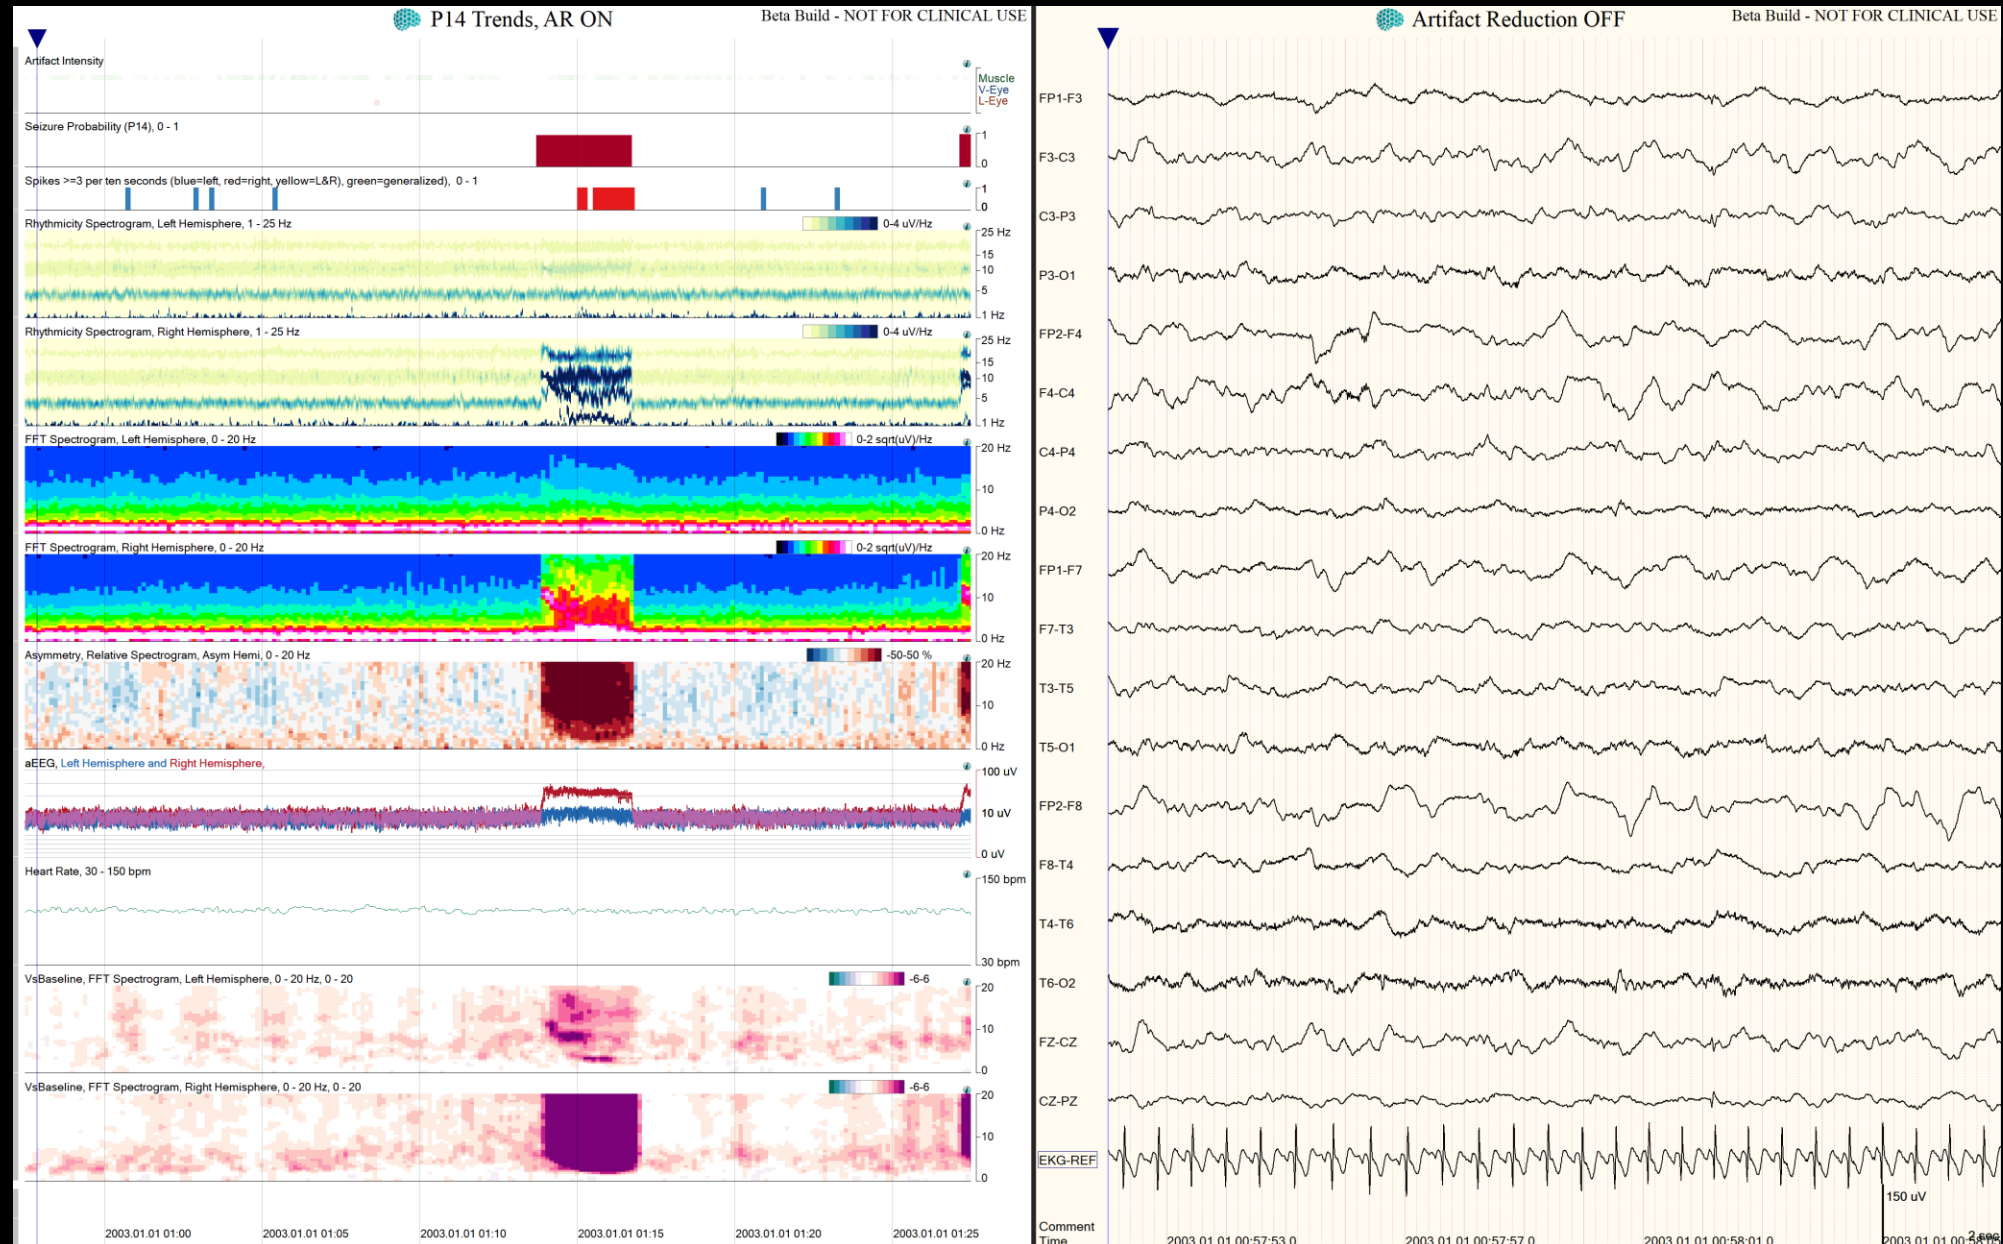 P14 Trends, AR ON
Beta Build - NOT FOR CLINICAL USE
Artifact Intensity
Muscle
V-Eye
L-Eye
Seizure Probability (P14), 0 - 1
1
0
Spikes >=3 per ten seconds (blue=left, red=right, yellow=L&R), green=generalized), 0 - 1
1
0
Rhythmicity Spectrogram, Left Hemisphere, 1 - 25 Hz
0-4 uV/Hz
25 Hz
15
10
5
1 Hz
Rhythmicity Spectrogram, Right Hemisphere, 1 - 25 Hz
0-4 uV/Hz
25 Hz
15
10
5
1 Hz
FFT Spectrogram, Left Hemisphere, 0 - 20 Hz
0-2 sqrt(uV)/Hz
20 Hz
10
0 Hz
FFT Spectrogram, Right Hemisphere, 0 - 20 Hz
0-2 sqrt(uV)/Hz
20 Hz
10
0 Hz
Asymmetry, Relative Spectrogram, Asym Hemi, 0 - 20 Hz
-50-50 %
20 Hz
10
0 Hz
aEEG, Left Hemisphere and Right Hemisphere,
100 uV
10 uV
0 uV
Heart Rate, 30 - 150 bpm
150 bpm
30 bpm
VsBaseline, FFT Spectrogram, Left Hemisphere, 0 - 20 Hz, 0 - 20
-6-6
20
10
0
VsBaseline, FFT Spectrogram, Right Hemisphere, 0 - 20 Hz, 0 - 20
-6-6
20
10
0
2003.01.01 01:00
2003.01.01 01:05
2003.01.01 01:10
2003.01.01 01:15
2003.01.01 01:20
2003.01.01 01:25
Artifact Reduction OFF
Beta Build - NOT FOR CLINICAL USE
FP1-F3
F3-C3
C3-P3
P3-O1
FP2-F4
F4-C4
C4-P4
P4-O2
FP1-F7
F7-T3
T3-T5
T5-O1
FP2-F8
F8-T4
T4-T6
T6-O2
FZ-CZ
CZ-PZ
EKG-REF
150 uV
Comment
Time
2003.01.01 00:57:53.0
2003.01.01 00:57:57.0
2003.01.01 00:58:01.0